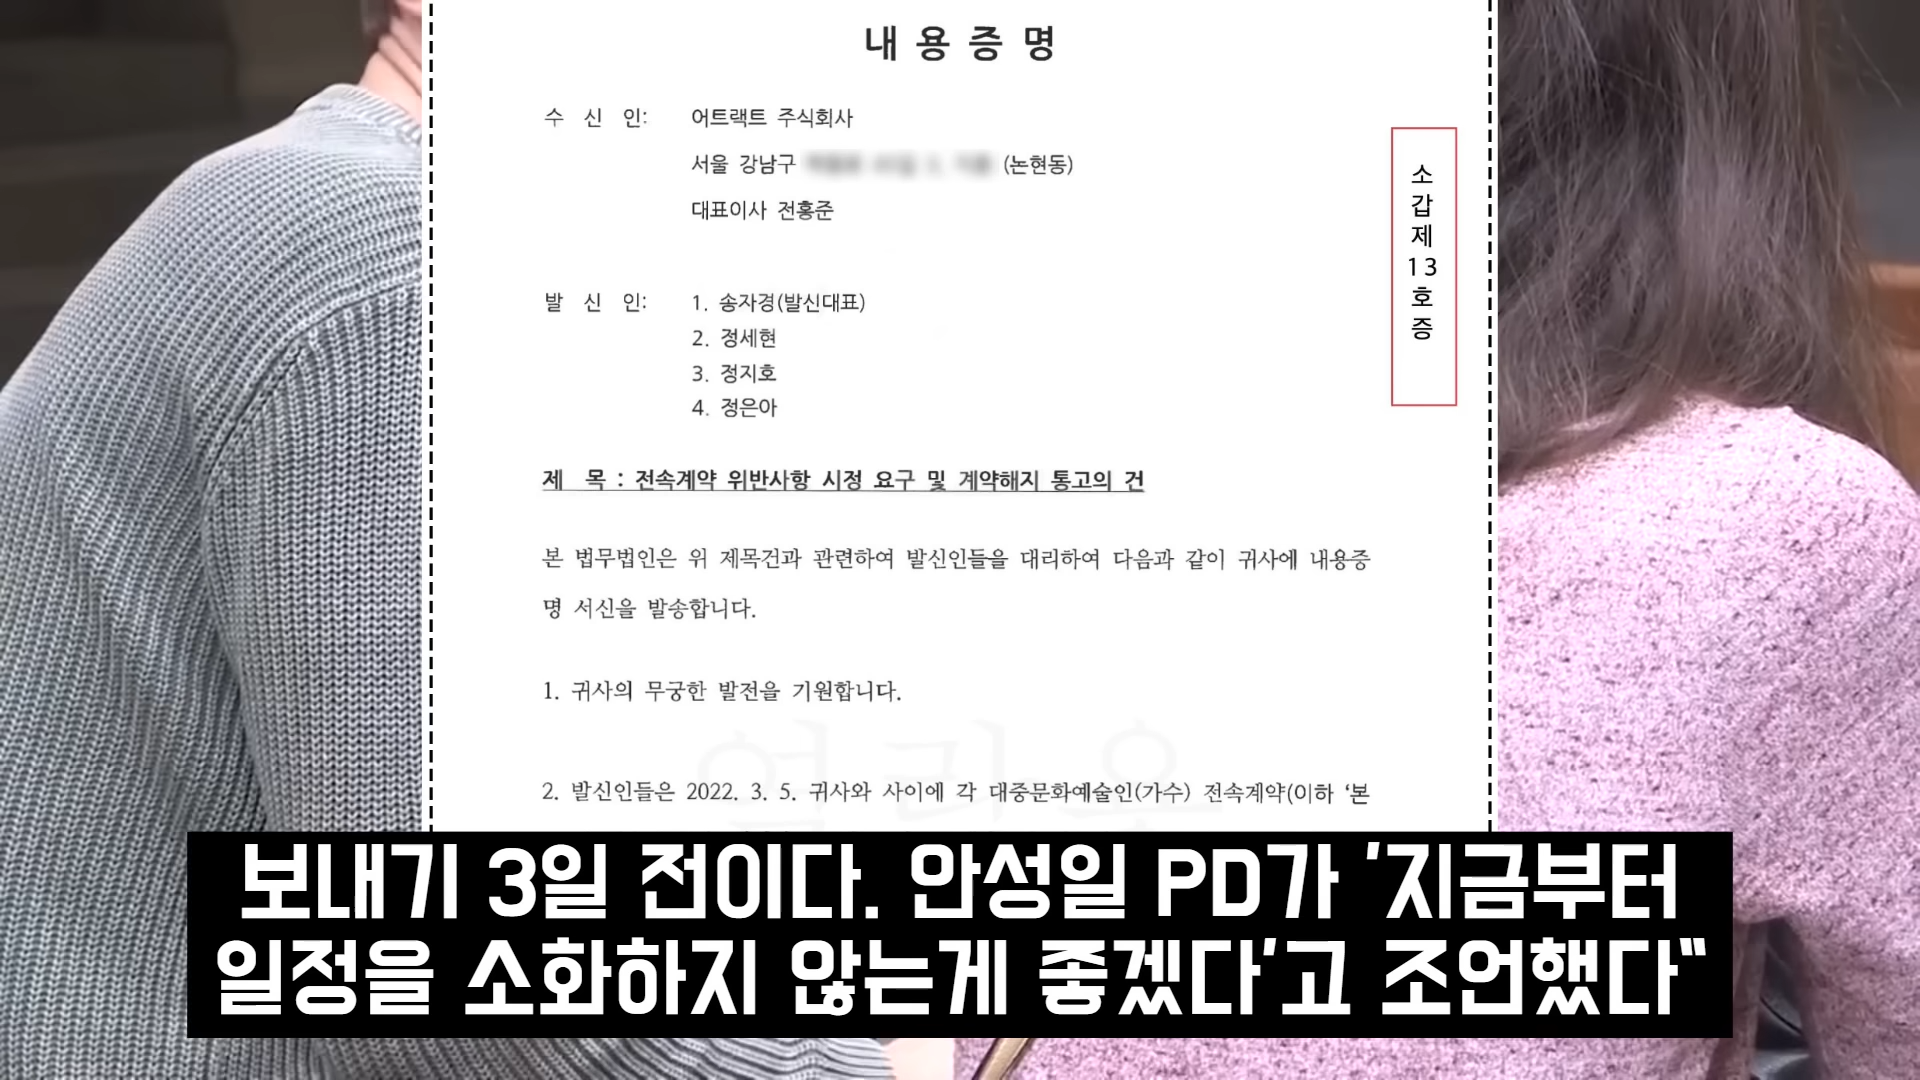 내용증명
수 신 인: 어트랙트 주식회사
서울 강남구 (논현동)
대표이사 전홍준
소
갑
제
13
호
증
발 신 인: 1. 송자경(발신대표)
2. 정세현
3. 정지호
4. 정은아
제 목 : 전속계약 위반사항 시정 요구 및 계약해지 통고의 건
본 법무법인은 위 제목건과 관련하여 발신인들을 대리하여 다음과 같이 귀사에 내용증
명 서신을 발송합니다.
1. 귀사의 무궁한 발전을 기원합니다.
2. 발신인들은 2022. 3. 5. 귀사와 사이에 각 대중문화예술인(가수) 전속계약(이하 ‘본
보내기 3일 전이다. 안성일 PD가 '지금부터
일정을 소화하지 않는게 좋겠다'고 조언했다"